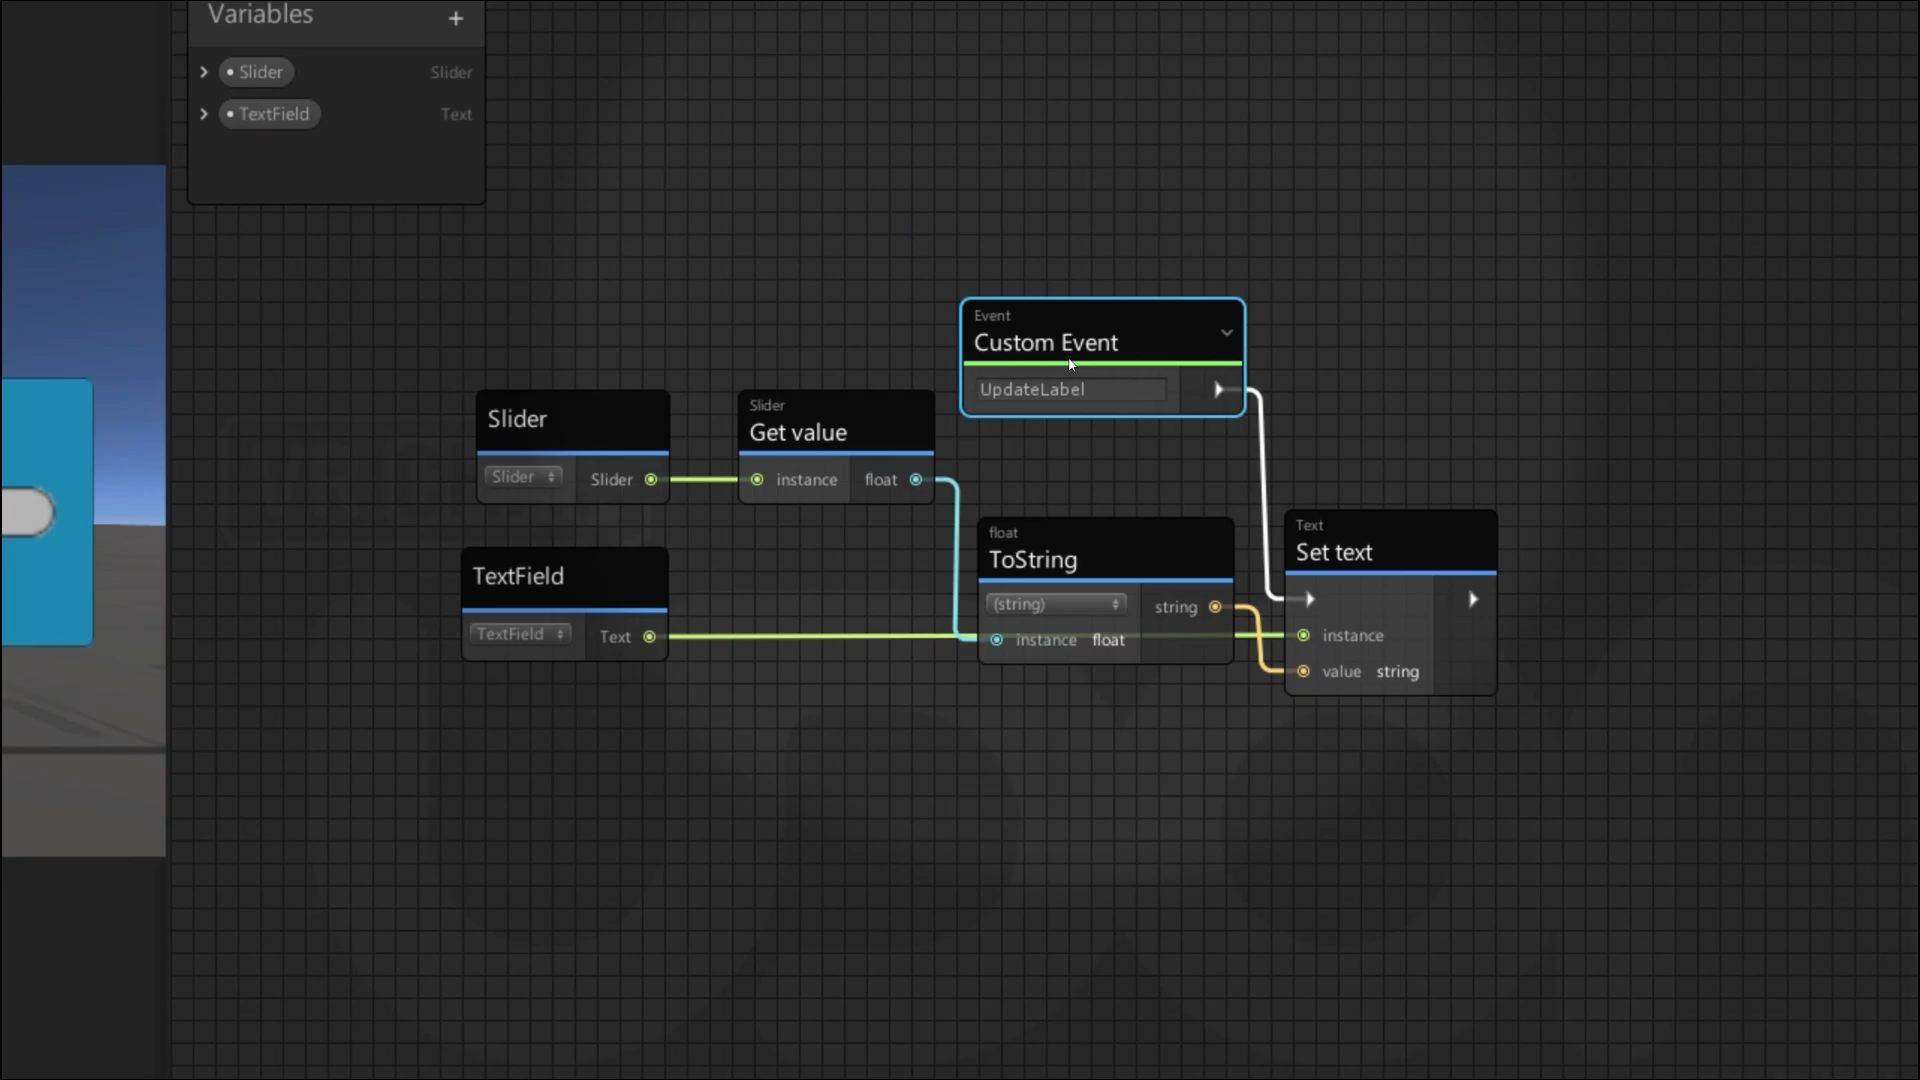 Variables +
Slider Slider
TextField Text
Event
Custom Event
UpdateLabel
Slider
Slider Slider
Slider
Get value
instance float
TextField
TextField Text
float
ToString
(string) string
instance float
Text
Set text
instance
value string